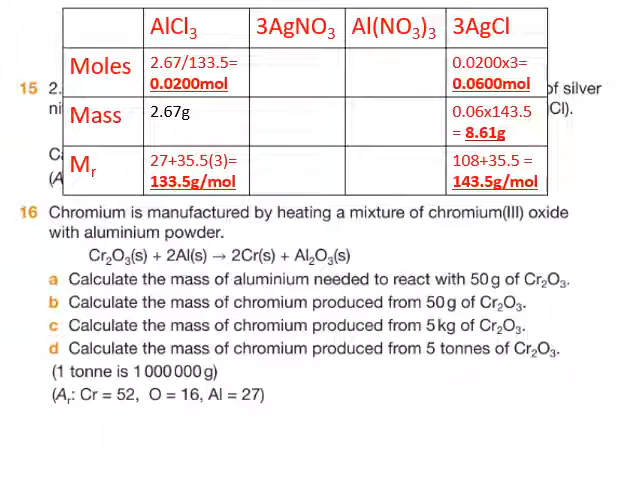 AlCl₃ 3AgNO₃ Al(NO₃)₃ 3AgCl
Moles 2.67/133.5= 0.0200x3=
0.0200mol 0.0600mol
15 2. of silver
ni Cl).
Mass 2.67g 0.06x143.5
= 8.61g
Mᵣ 27+35.5(3)= 108+35.5 =
133.5g/mol 143.5g/mol
(A
16 Chromium is manufactured by heating a mixture of chromium(III) oxide
with aluminium powder.
Cr₂O₃(s) + 2Al(s) → 2Cr(s) + Al₂O₃(s)
a Calculate the mass of aluminium needed to react with 50g of Cr₂O₃.
b Calculate the mass of chromium produced from 50g of Cr₂O₃.
c Calculate the mass of chromium produced from 5kg of Cr₂O₃.
d Calculate the mass of chromium produced from 5 tonnes of Cr₂O₃.
(1 tonne is 1 000 000g)
(Aᵣ: Cr = 52, O = 16, Al = 27)